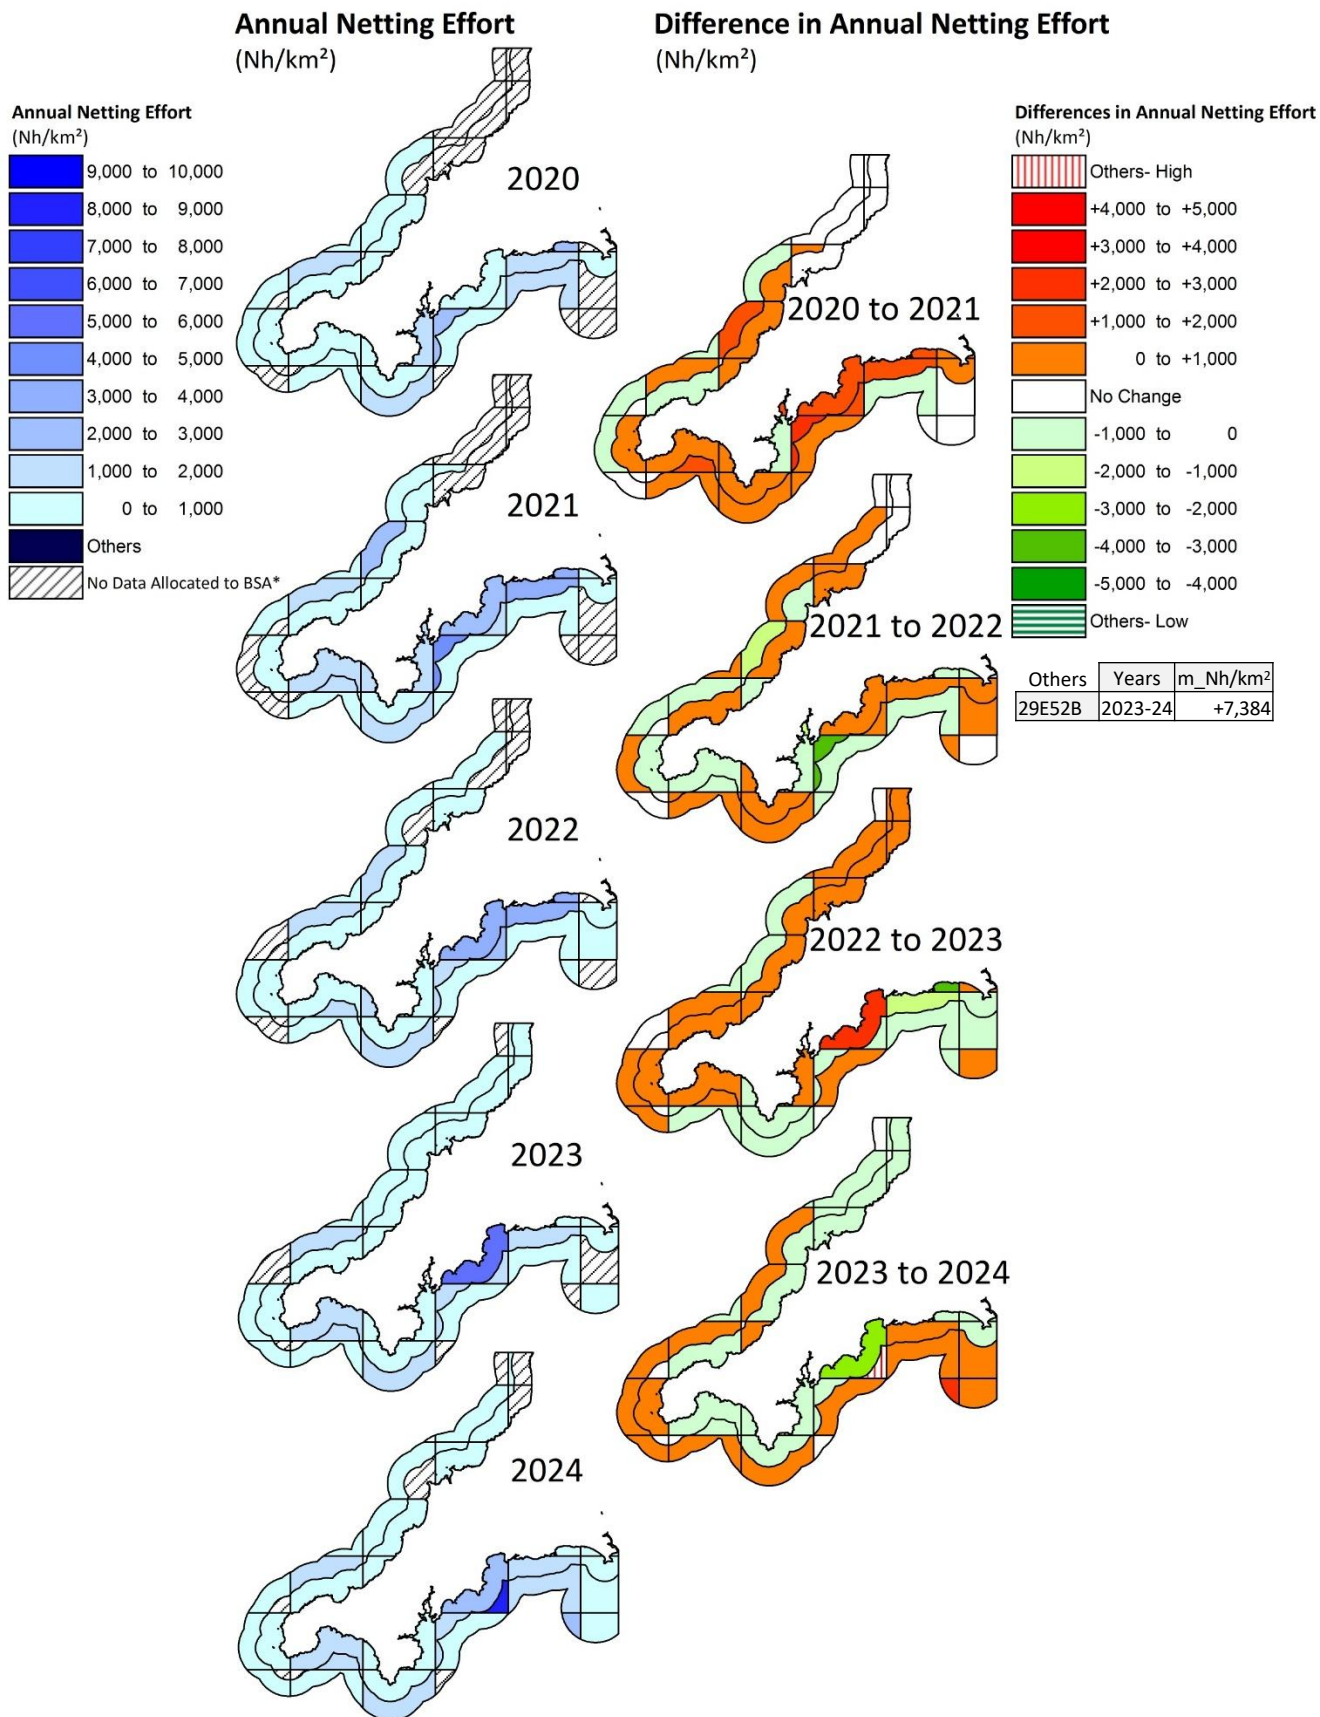 Annual Netting Effort
(Nh/km²)
Difference in Annual Netting Effort
(Nh/km²)
Annual Netting Effort
(Nh/km²)
9,000 to 10,000
8,000 to 9,000
7,000 to 8,000
6,000 to 7,000
5,000 to 6,000
4,000 to 5,000
3,000 to 4,000
2,000 to 3,000
1,000 to 2,000
0 to 1,000
Others
No Data Allocated to BSA*
2020
2021
2022
2023
2024
2020 to 2021
2021 to 2022
2022 to 2023
2023 to 2024
Differences in Annual Netting Effort
(Nh/km²)
Others- High
+4,000 to +5,000
+3,000 to +4,000
+2,000 to +3,000
+1,000 to +2,000
0 to +1,000
No Change
-1,000 to 0
-2,000 to -1,000
-3,000 to -2,000
-4,000 to -3,000
-5,000 to -4,000
Others- Low
Others Years m_Nh/km²
29E52B 2023-24 +7,384